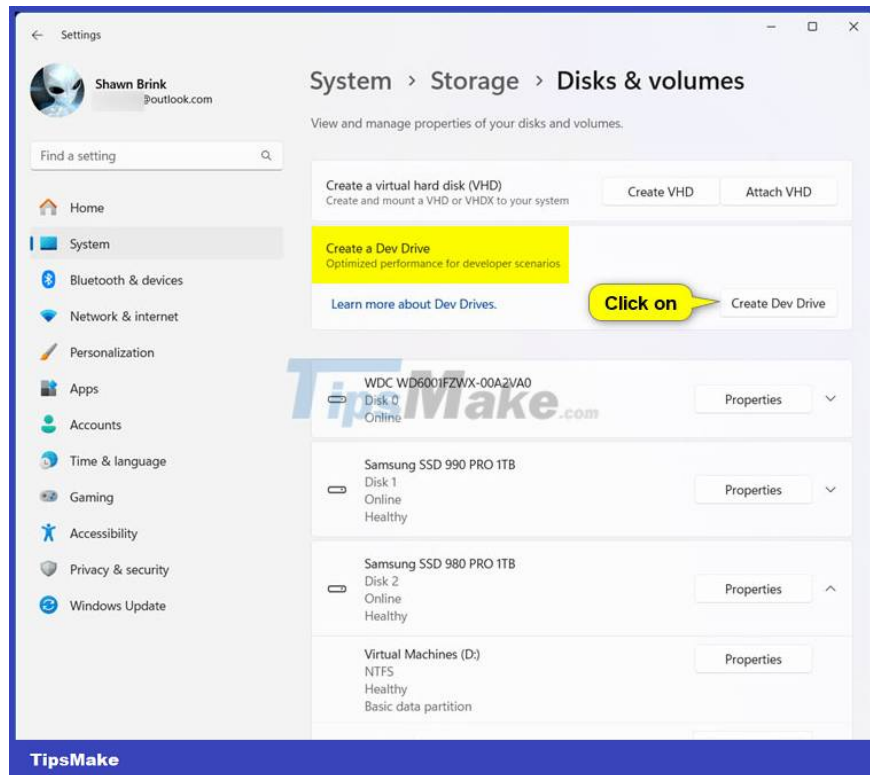 ← Settings
Shawn Brink
@outlook.com
Find a setting
Home
System
Bluetooth & devices
Network & internet
Personalization
Apps
Accounts
Time & language
Gaming
Accessibility
Privacy & security
Windows Update
System > Storage > Disks & volumes
View and manage properties of your disks and volumes.
Create a virtual hard disk (VHD)
Create and mount a VHD or VHDX to your system
Create VHD
Attach VHD
Create a Dev Drive
Optimized performance for developer scenarios
Learn more about Dev Drives.
Click on
Create Dev Drive
TipsMake.com
WDC WD6001FZWX-00A2VA0
Disk 0
Online
Properties
Samsung SSD 990 PRO 1TB
Disk 1
Online
Healthy
Properties
Samsung SSD 980 PRO 1TB
Disk 2
Online
Healthy
Properties
Virtual Machines (D:)
NTFS
Healthy
Basic data partition
Properties
TipsMake